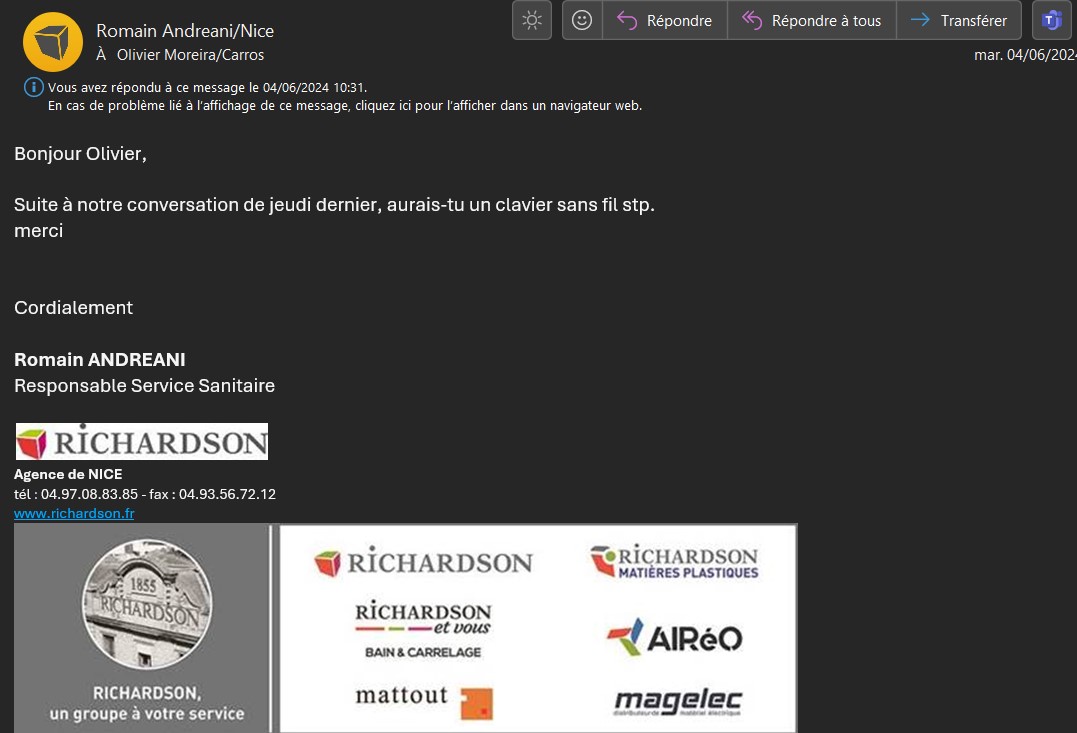 Romain Andreani/Nice
Répondre
Répondre à tous
Transférer
À Olivier Moreira/Carros
mar. 04/06/2024
Vous avez répondu à ce message le 04/06/2024 10:31.
En cas de problème lié à l'affichage de ce message, cliquez ici pour l'afficher dans un navigateur web.
Bonjour Olivier,
Suite à notre conversation de jeudi dernier, aurais-tu un clavier sans fil stp.
merci
Cordialement
Romain ANDREANI
Responsable Service Sanitaire
RICHARDSON
Agence de NICE
tél : 04.97.08.83.85 - fax : 04.93.56.72.12
www.richardson.fr
1855
RICHARDSON
RICHARDSON,
un groupe à votre service
RICHARDSON
RICHARDSON
MATIÈRES PLASTIQUES
RICHARDSON
et vous
BAIN & CARRELAGE
AIRéO
mattout
magelec
distributeur de matériel électrique